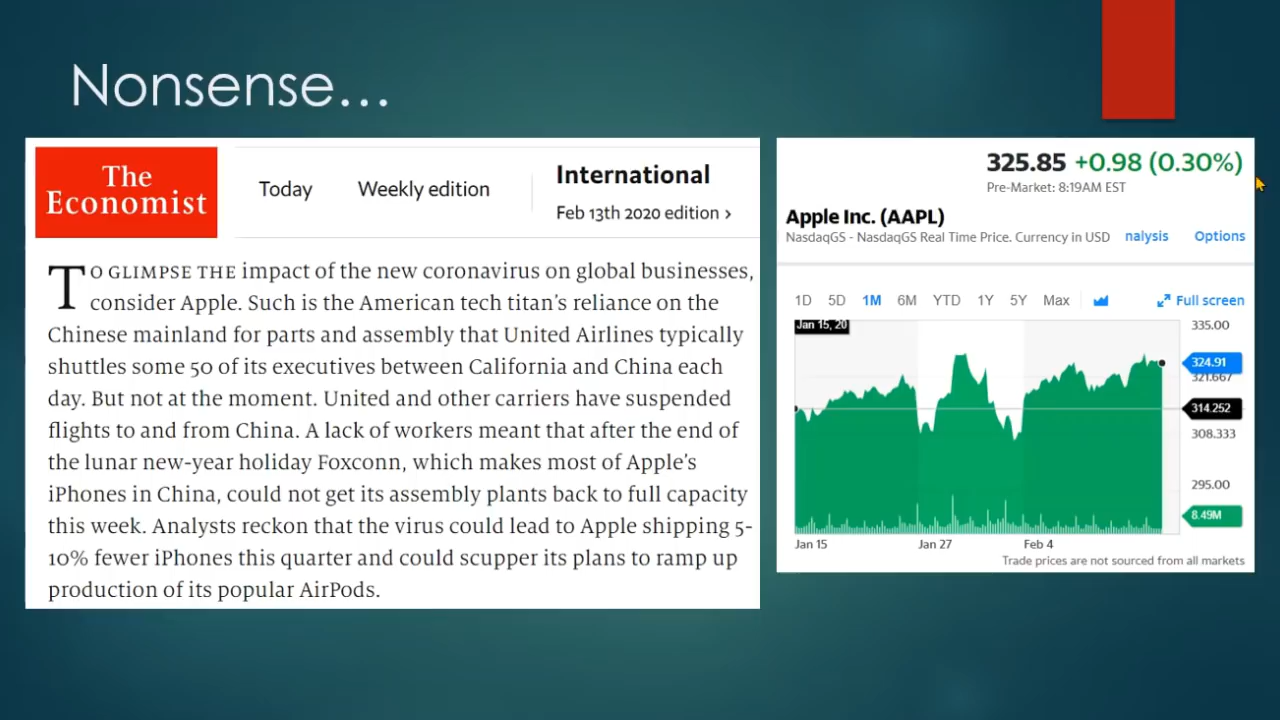 Nonsense...
The
Economist
Today
Weekly edition
International
Feb 13th 2020 edition ›
TO GLIMPSE THE impact of the new coronavirus on global businesses,
consider Apple. Such is the American tech titan’s reliance on the
Chinese mainland for parts and assembly that United Airlines typically
shuttles some 50 of its executives between California and China each
day. But not at the moment. United and other carriers have suspended
flights to and from China. A lack of workers meant that after the end of
the lunar new-year holiday Foxconn, which makes most of Apple’s
iPhones in China, could not get its assembly plants back to full capacity
this week. Analysts reckon that the virus could lead to Apple shipping 5-
10% fewer iPhones this quarter and could scupper its plans to ramp up
production of its popular AirPods.
325.85 +0.98 (0.30%)
Pre-Market: 8:19AM EST
Apple Inc. (AAPL)
NasdaqGS - NasdaqGS Real Time Price. Currency in USD
nalysis
Options
1D 5D 1M 6M YTD 1Y 5Y Max
Full screen
Jan 15, 20
335.00
324.91
321.667
314.252
308.333
295.00
8.49M
Jan 15
Jan 27
Feb 4
Trade prices are not sourced from all markets